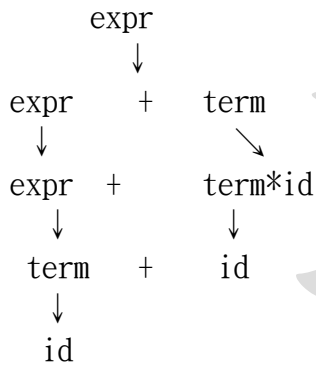 expr
expr + term
expr + term*id
term + id
id